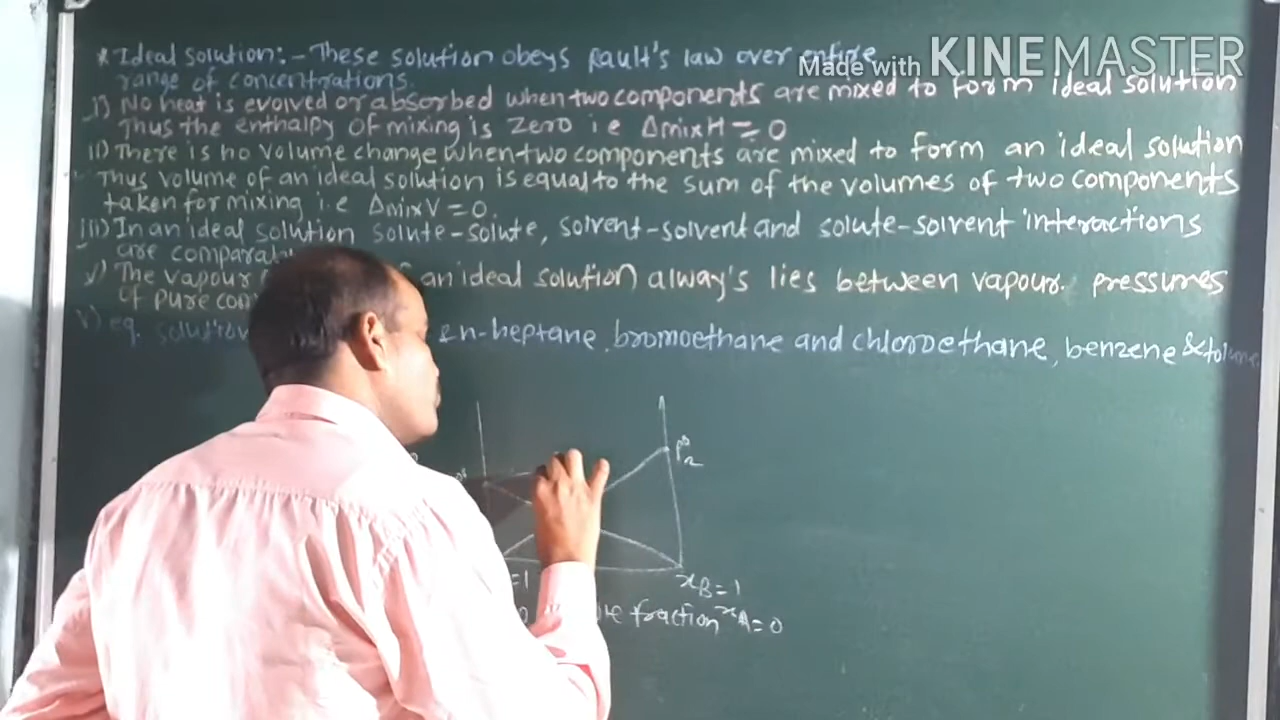 * Ideal solution:- These solution obeys Rault's law over entire
range of concentrations.
Made with KINEMASTER
i) No heat is evolved or absorbed when two components are mixed to form ideal solution
Thus the enthalpy of mixing is zero i.e ΔmixH = 0
ii) There is no volume change when two components are mixed to form an ideal solution
Thus volume of an ideal solution is equal to the sum of the volumes of two components
taken for mixing i.e ΔmixV = 0
iii) In an ideal solution solute-solute, solvent-solvent and solute-solvent interactions
are
v) The vapour an ideal solution alway's lies between vapour pressures
of pure
v) eg. n-heptane, bromoethane and chloroethane, benzene &
P°2
=1 xB=1
fraction xA=0